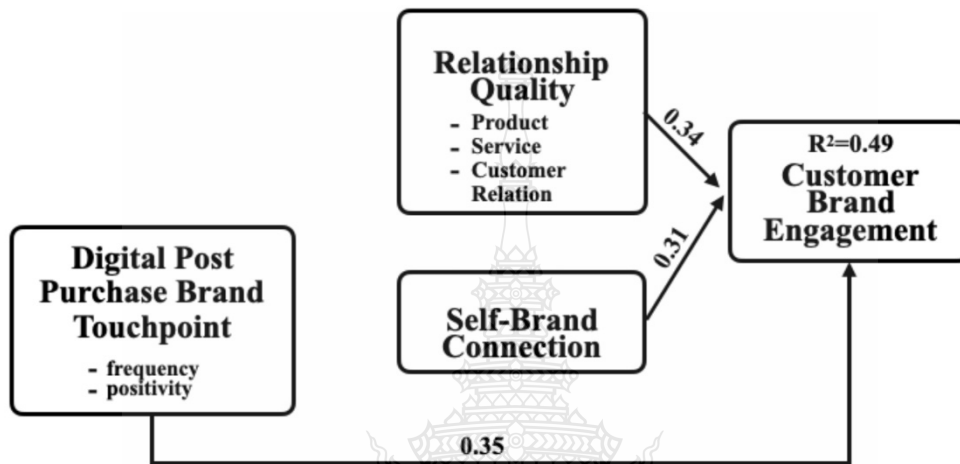 Relationship
Quality
- Product
- Service
- Customer
Relation
0.34
R²=0.49
Customer
Brand
Engagement
0.31
Self-Brand
Connection
Digital Post
Purchase Brand
Touchpoint
- frequency
- positivity
0.35